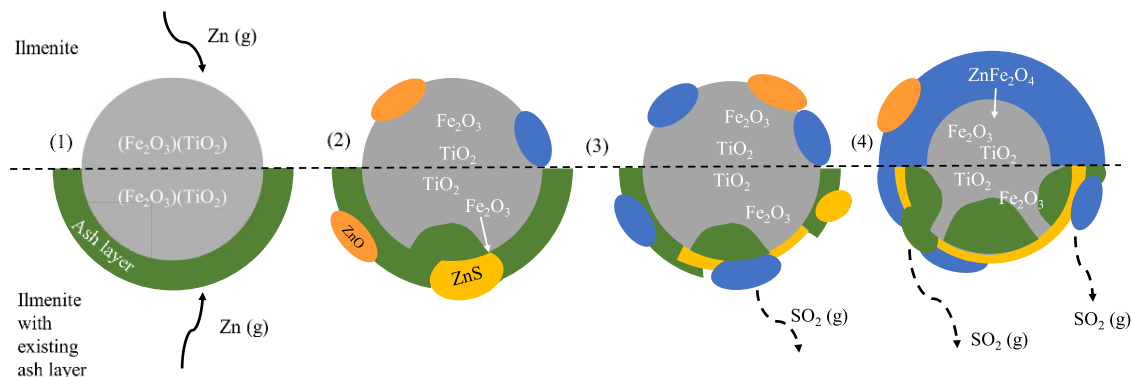 Ilmenite
Zn (g)
(1)
(Fe₂O₃)(TiO₂)
(Fe₂O₃)(TiO₂)
Ash layer
Ilmenite
with
existing
ash layer
Zn (g)
(2)
Fe₂O₃
TiO₂
TiO₂
Fe₂O₃
ZnO
ZnS
(3)
Fe₂O₃
TiO₂
TiO₂
Fe₂O₃
SO₂ (g)
(4)
ZnFe₂O₄
Fe₂O₃
TiO₂
TiO₂
Fe₂O₃
SO₂ (g)
SO₂ (g)